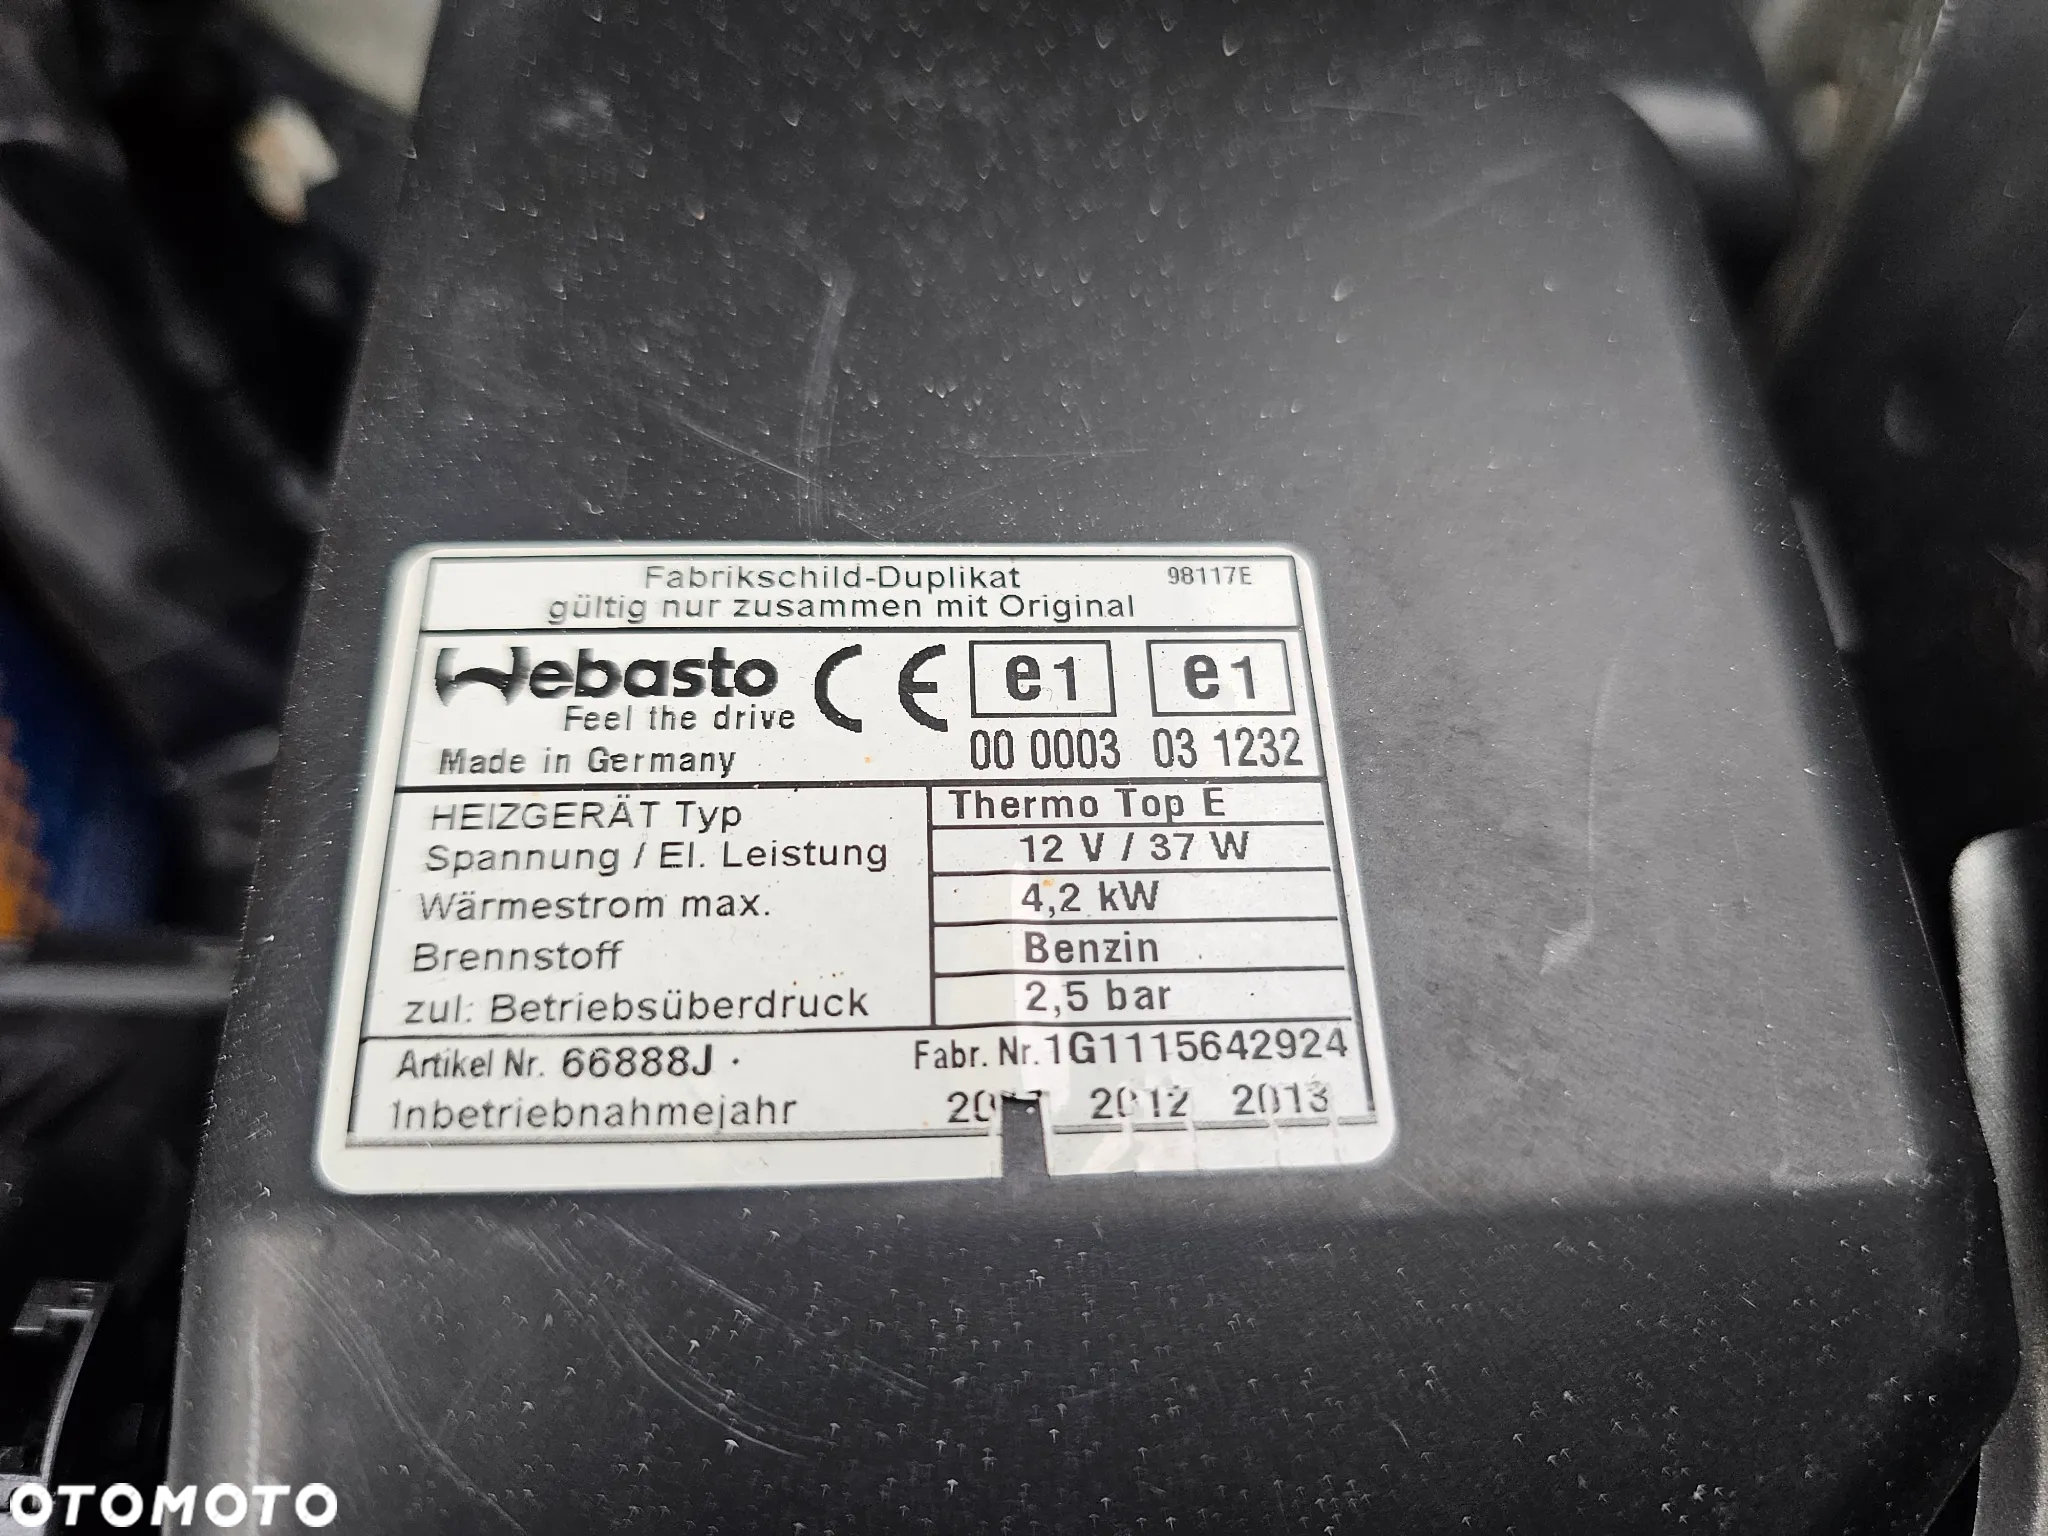 Fabrikschild-Duplikat 98117E
gültig nur zusammen mit Original
Webasto CE e1 e1
Feel the drive
Made in Germany 00 0003 03 1232
HEIZGERÄT Typ Thermo Top E
Spannung / El. Leistung 12 V / 37 W
Wärmestrom max. 4,2 kW
Brennstoff Benzin
zul: Betriebsüberdruck 2,5 bar
Artikel Nr. 66888J . Fabr. Nr. 1G1115642924
Inbetriebnahmejahr 2012 2013
OTOMOTO